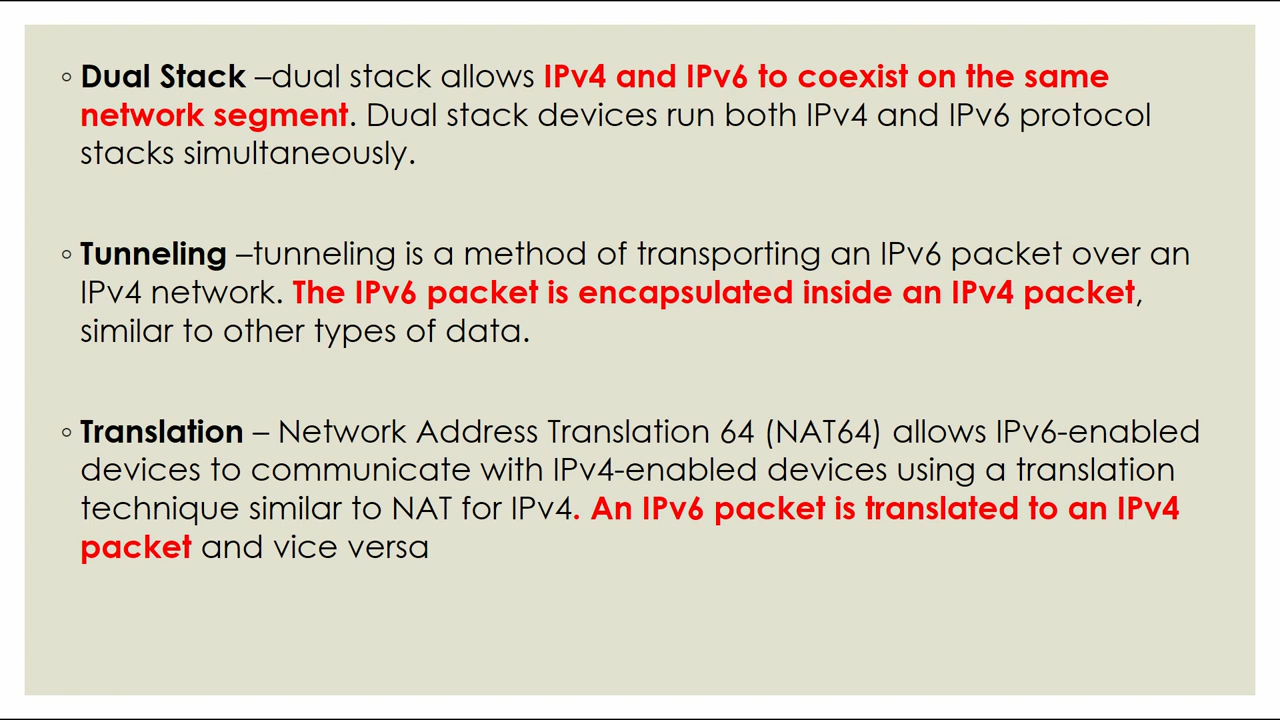 ◦ Dual Stack –dual stack allows IPv4 and IPv6 to coexist on the same
network segment. Dual stack devices run both IPv4 and IPv6 protocol
stacks simultaneously.
◦ Tunneling –tunneling is a method of transporting an IPv6 packet over an
IPv4 network. The IPv6 packet is encapsulated inside an IPv4 packet,
similar to other types of data.
◦ Translation – Network Address Translation 64 (NAT64) allows IPv6-enabled
devices to communicate with IPv4-enabled devices using a translation
technique similar to NAT for IPv4. An IPv6 packet is translated to an IPv4
packet and vice versa